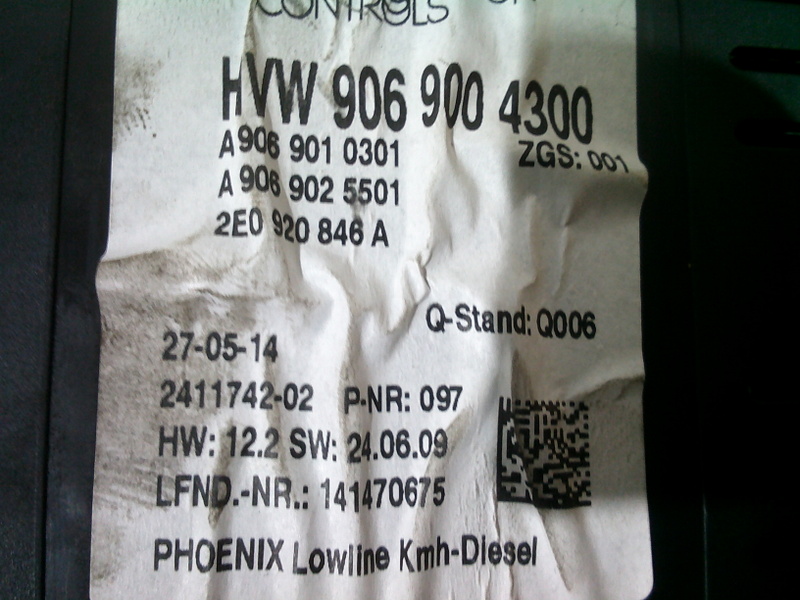 CONTROLS
HVW 906 900 4300
A 906 901 0301 ZGS: 001
A 906 902 5501
2E0 920 846 A
Q-Stand: Q006
27-05-14
2411742-02 P-NR: 097
HW: 12.2 SW: 24.06.09
LFND.-NR.: 141470675
PHOENIX Lowline Kmh-Diesel